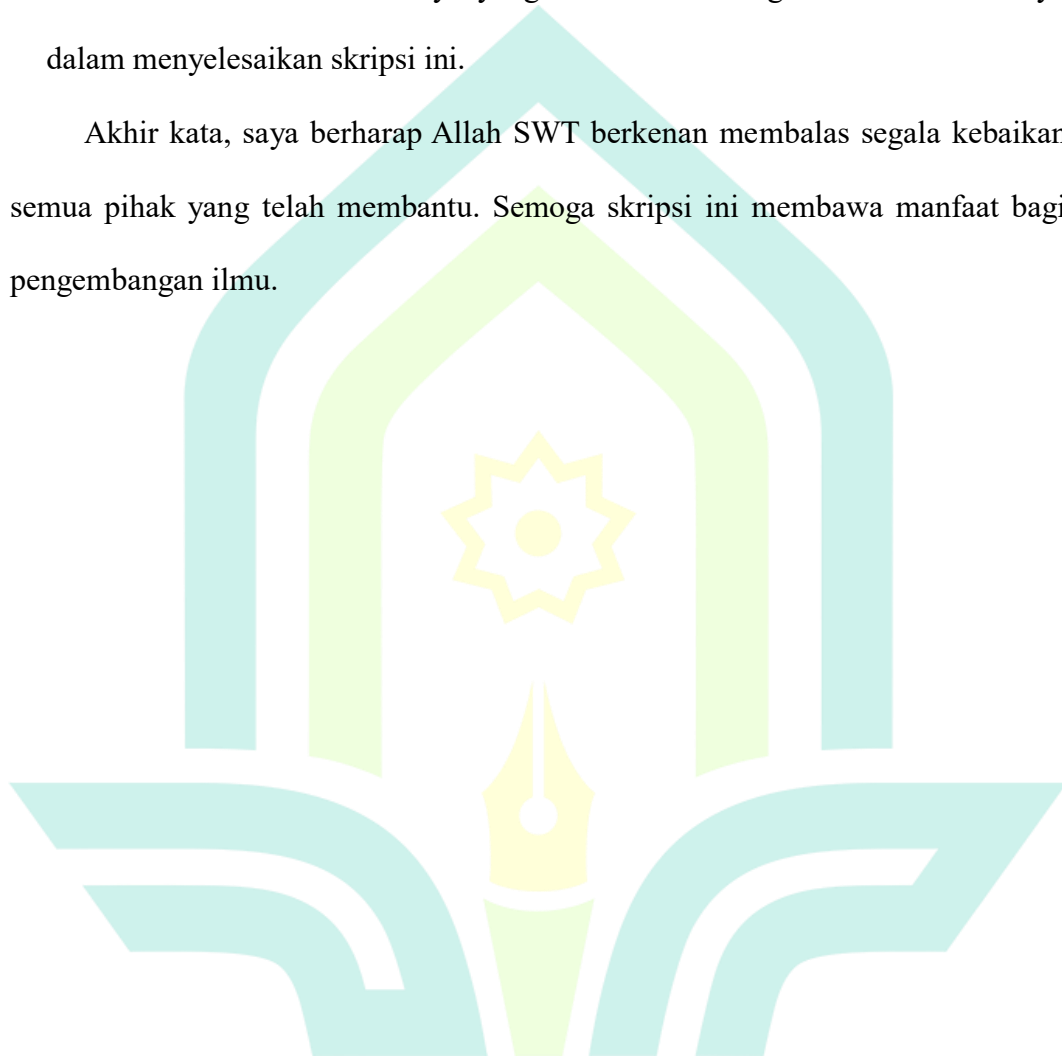 dalam menyelesaikan skripsi ini.
Akhir kata, saya berharap Allah SWT berkenan membalas segala kebaikan
semua pihak yang telah membantu. Semoga skripsi ini membawa manfaat bagi
pengembangan ilmu.